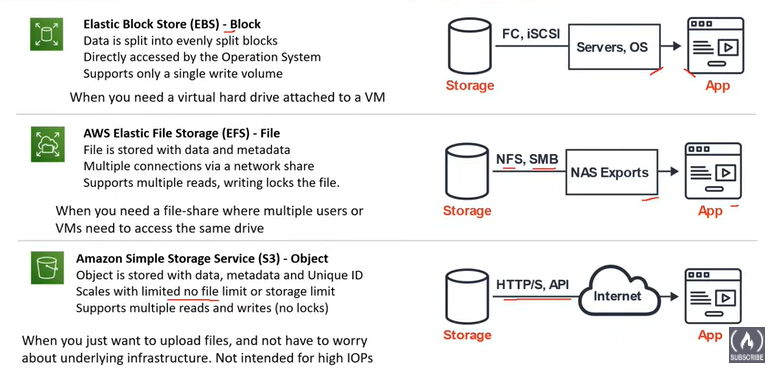 Elastic Block Store (EBS) - Block
Data is split into evenly split blocks
Directly accessed by the Operation System
Supports only a single write volume
When you need a virtual hard drive attached to a VM
FC, iSCSI
Servers, OS
Storage
App
AWS Elastic File Storage (EFS) - File
File is stored with data and metadata
Multiple connections via a network share
Supports multiple reads, writing locks the file.
When you need a file-share where multiple users or
VMs need to access the same drive
NFS, SMB
NAS Exports
Storage
App
Amazon Simple Storage Service (S3) - Object
Object is stored with data, metadata and Unique ID
Scales with limited no file limit or storage limit
Supports multiple reads and writes (no locks)
When you just want to upload files, and not have to worry
about underlying infrastructure. Not intended for high IOPs
HTTP/S, API
Internet
Storage
App
SUBSCRIBE